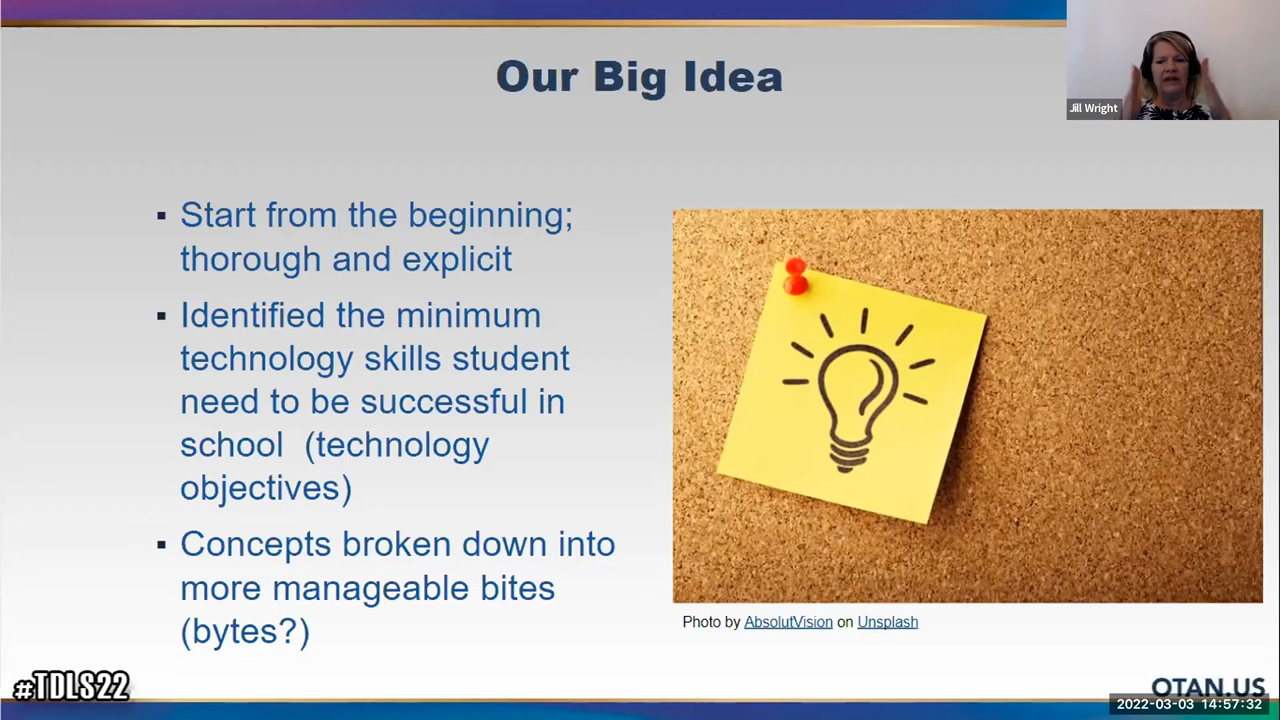 Our Big Idea
Jill Wright
▪ Start from the beginning;
thorough and explicit
▪ Identified the minimum
technology skills student
need to be successful in
school (technology
objectives)
▪ Concepts broken down into
more manageable bites
(bytes?)
Photo by AbsolutVision on Unsplash
#TDLS22
OTAN.US
2022-03-03 14:57:32